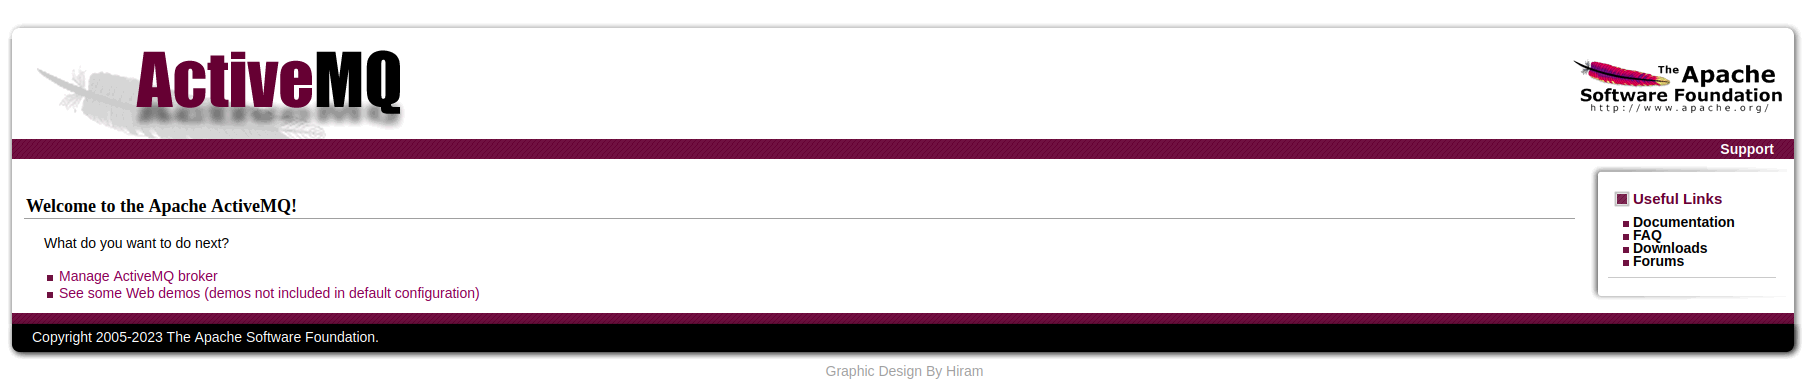 ActiveMQ
The Apache
Software Foundation
http://www.apache.org/
Support
Welcome to the Apache ActiveMQ!
What do you want to do next?
Manage ActiveMQ broker
See some Web demos (demos not included in default configuration)
Useful Links
Documentation
FAQ
Downloads
Forums
Copyright 2005-2023 The Apache Software Foundation.
Graphic Design By Hiram